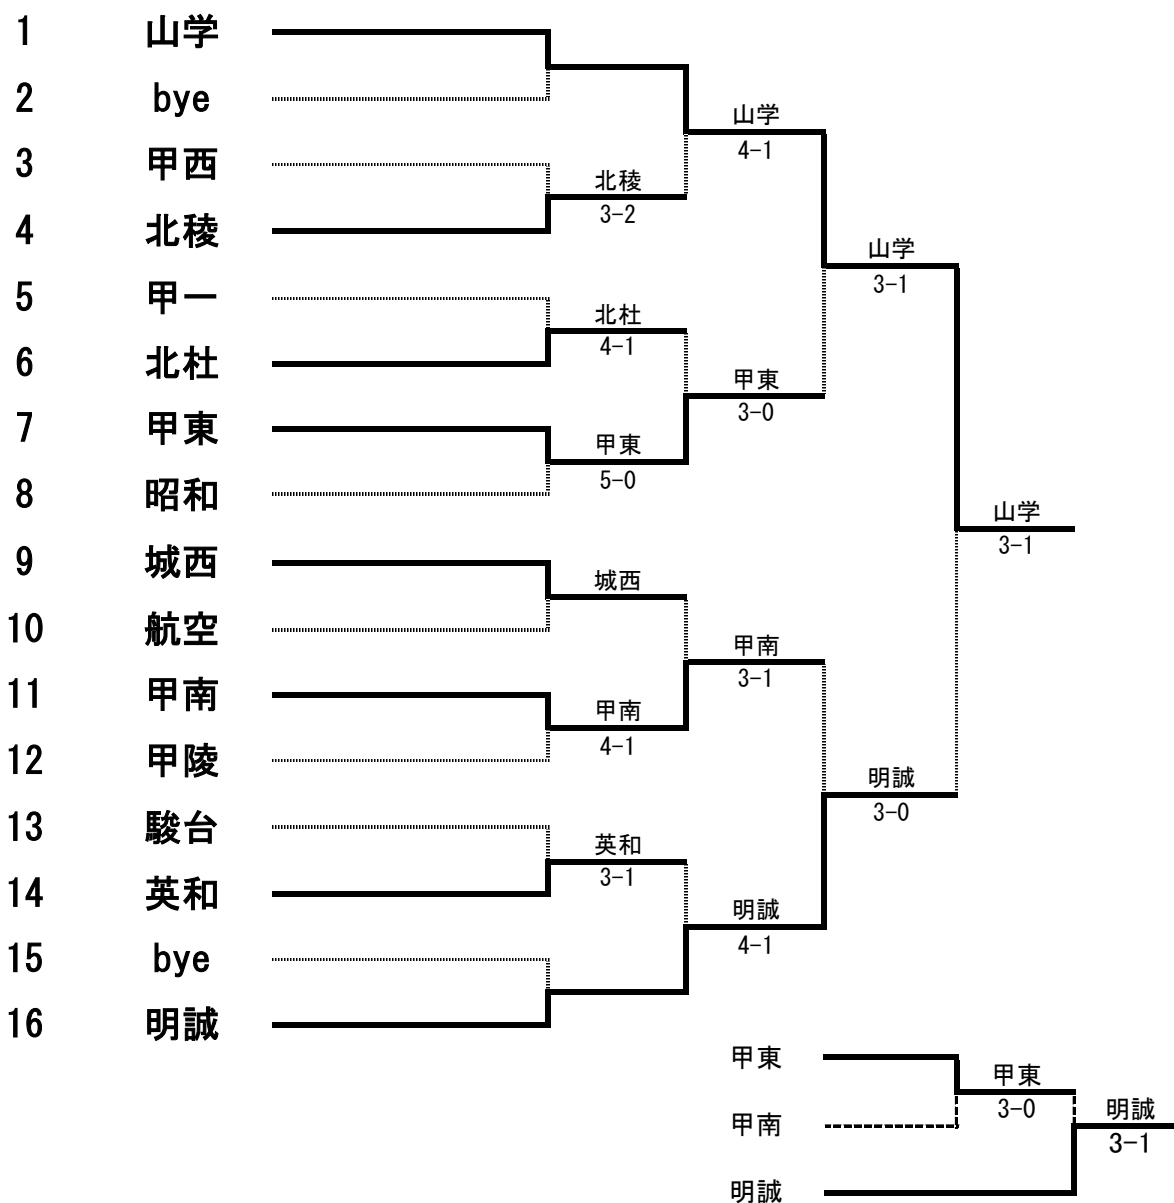 1 山学
2 bye
山学
4-1
3 甲西
北稜
3-2
4 北稜
山学
3-1
5 甲一
北杜
4-1
6 北杜
甲東
3-0
7 甲東
甲東
5-0
8 昭和
山学
3-1
9 城西
城西
10 航空
甲南
3-1
11 甲南
甲南
4-1
12 甲陵
明誠
3-0
13 駿台
英和
3-1
14 英和
明誠
4-1
15 bye
16 明誠
甲東
甲東
3-0
甲南
明誠
3-1
明誠